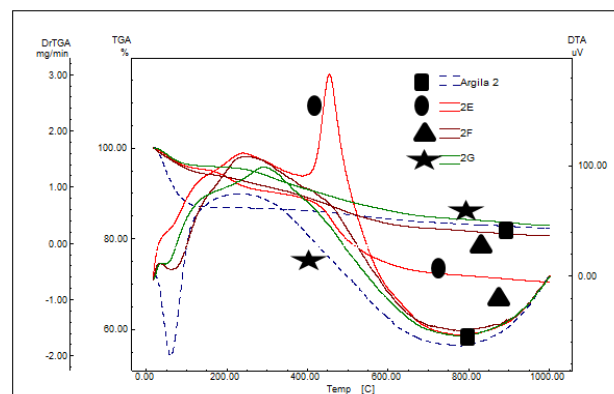 DrTGA
mg/min
TGA
%
DTA
uV
3.00
2.00
1.00
0.00
-1.00
-2.00
100.00
80.00
60.00
100.00
0.00
Argila 2
2E
2F
2G
0.00
200.00
400.00
600.00
800.00
1000.00
Temp [C]